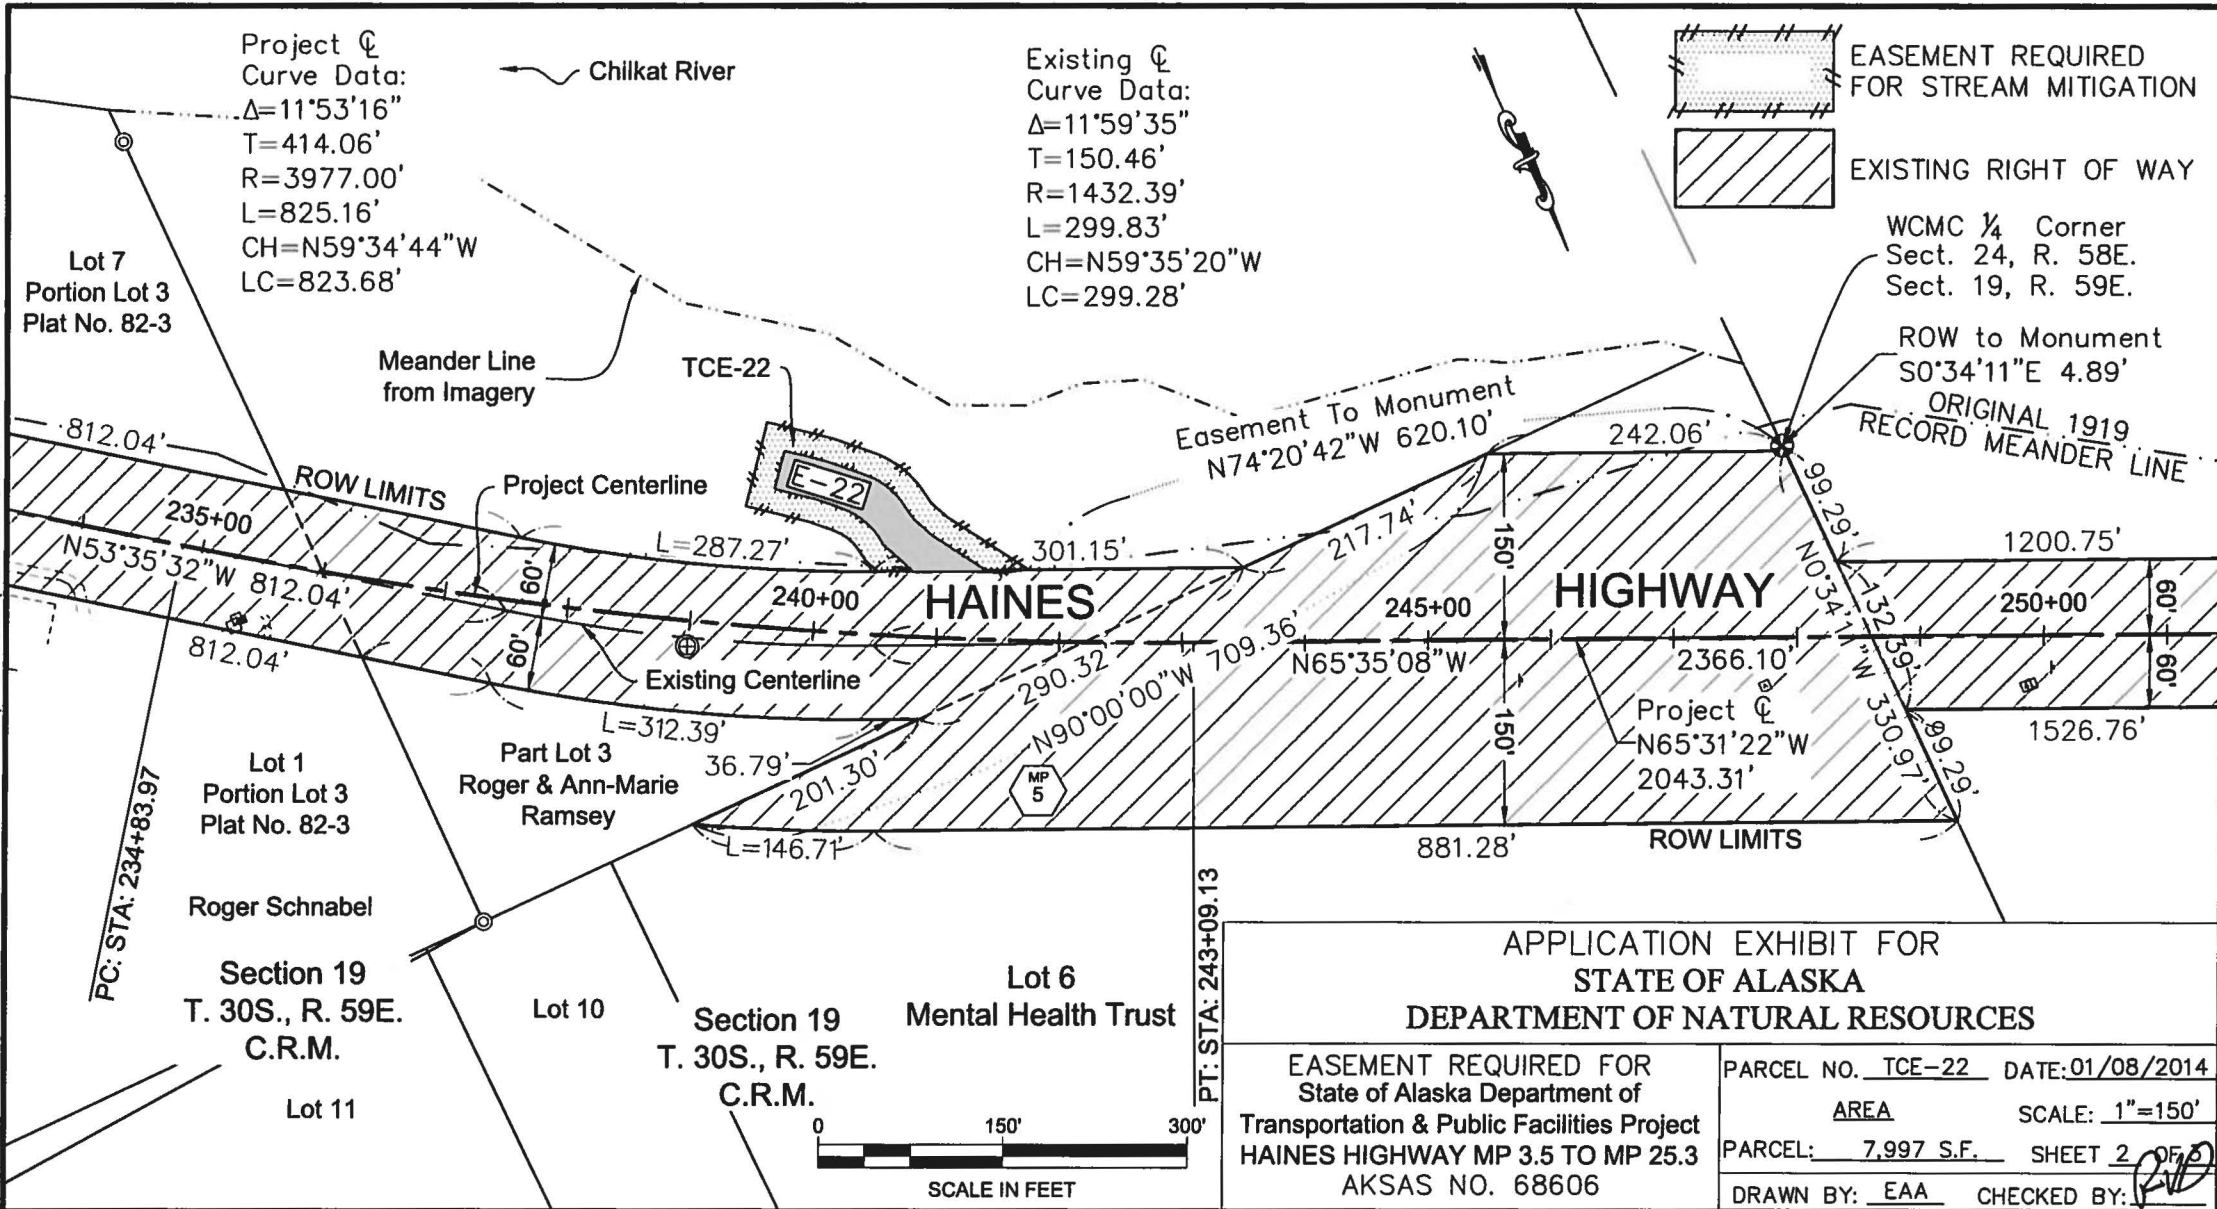 Project ℄
Curve Data:
Δ=11°53'16"
T=414.06'
R=3977.00'
L=825.16'
CH=N59°34'44"W
LC=823.68'
Chilkat River
Existing ℄
Curve Data:
Δ=11°59'35"
T=150.46'
R=1432.39'
L=299.83'
CH=N59°35'20"W
LC=299.28'
EASEMENT REQUIRED
FOR STREAM MITIGATION
EXISTING RIGHT OF WAY
WCMC ¼ Corner
Sect. 24, R. 58E.
Sect. 19, R. 59E.
ROW to Monument
S0°34'11"E 4.89'
ORIGINAL 1919
RECORD MEANDER LINE
Lot 7
Portion Lot 3
Plat No. 82-3
Meander Line
from Imagery
TCE-22
E-22
Easement To Monument
N74°20'42"W 620.10'
242.06'
812.04'
ROW LIMITS
Project Centerline
235+00
N53°35'32"W 812.04'
812.04'
L=287.27'
301.15'
217.74'
150'
99.29'
1200.75'
60'
60'
240+00
HAINES
245+00
HIGHWAY
250+00
60'
60'
132.39'
N0°34'11"W 330.97'
99.29'
Existing Centerline
290.32'
N90°00'00"W 709.36'
N65°35'08"W
2366.10'
Project ℄
N65°31'22"W
2043.31'
150'
1526.76'
L=312.39'
36.79'
201.30'
MP
5
L=146.71'
881.28'
ROW LIMITS
Part Lot 3
Roger & Ann-Marie
Ramsey
Lot 1
Portion Lot 3
Plat No. 82-3
PC: STA: 234+83.97
Roger Schnabel
Section 19
T. 30S., R. 59E.
C.R.M.
Lot 10
Lot 11
Section 19
T. 30S., R. 59E.
C.R.M.
Lot 6
Mental Health Trust
PT: STA: 243+09.13
0 150' 300'
SCALE IN FEET
APPLICATION EXHIBIT FOR
STATE OF ALASKA
DEPARTMENT OF NATURAL RESOURCES
EASEMENT REQUIRED FOR
State of Alaska Department of
Transportation & Public Facilities Project
HAINES HIGHWAY MP 3.5 TO MP 25.3
AKSAS NO. 68606
PARCEL NO. TCE-22 DATE: 01/08/2014
AREA SCALE: 1"=150'
PARCEL: 7,997 S.F. SHEET 2 OF
DRAWN BY: EAA CHECKED BY: